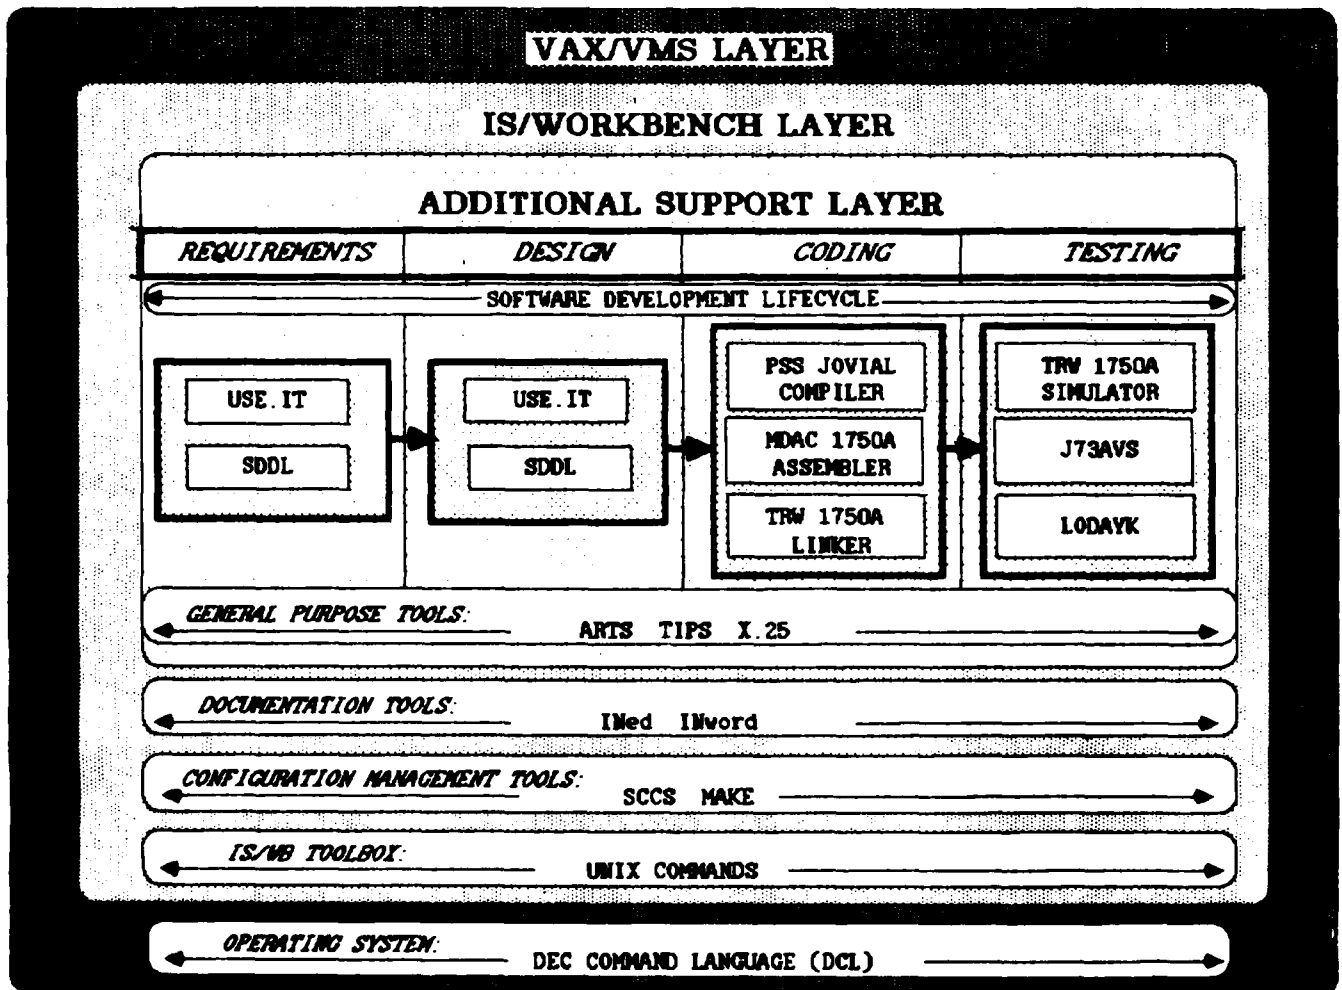 VAX/VMS LAYER
IS/WORKBENCH LAYER
ADDITIONAL SUPPORT LAYER
REQUIREMENTS DESIGN CODING TESTING
SOFTWARE DEVELOPMENT LIFECYCLE
USE.IT
SDDL
USE.IT
SDDL
PSS JOVIAL
COMPILER
MDAC 1750A
ASSEMBLER
TRW 1750A
LINKER
TRW 1750A
SIMULATOR
J73AVS
LODAYK
GENERAL PURPOSE TOOLS:
ARTS TIPS X.25
DOCUMENTATION TOOLS:
INed INword
CONFIGURATION MANAGEMENT TOOLS:
SCCS MAKE
IS/WB TOOLBOX:
UNIX COMMANDS
OPERATING SYSTEM:
DEC COMMAND LANGUAGE (DCL)